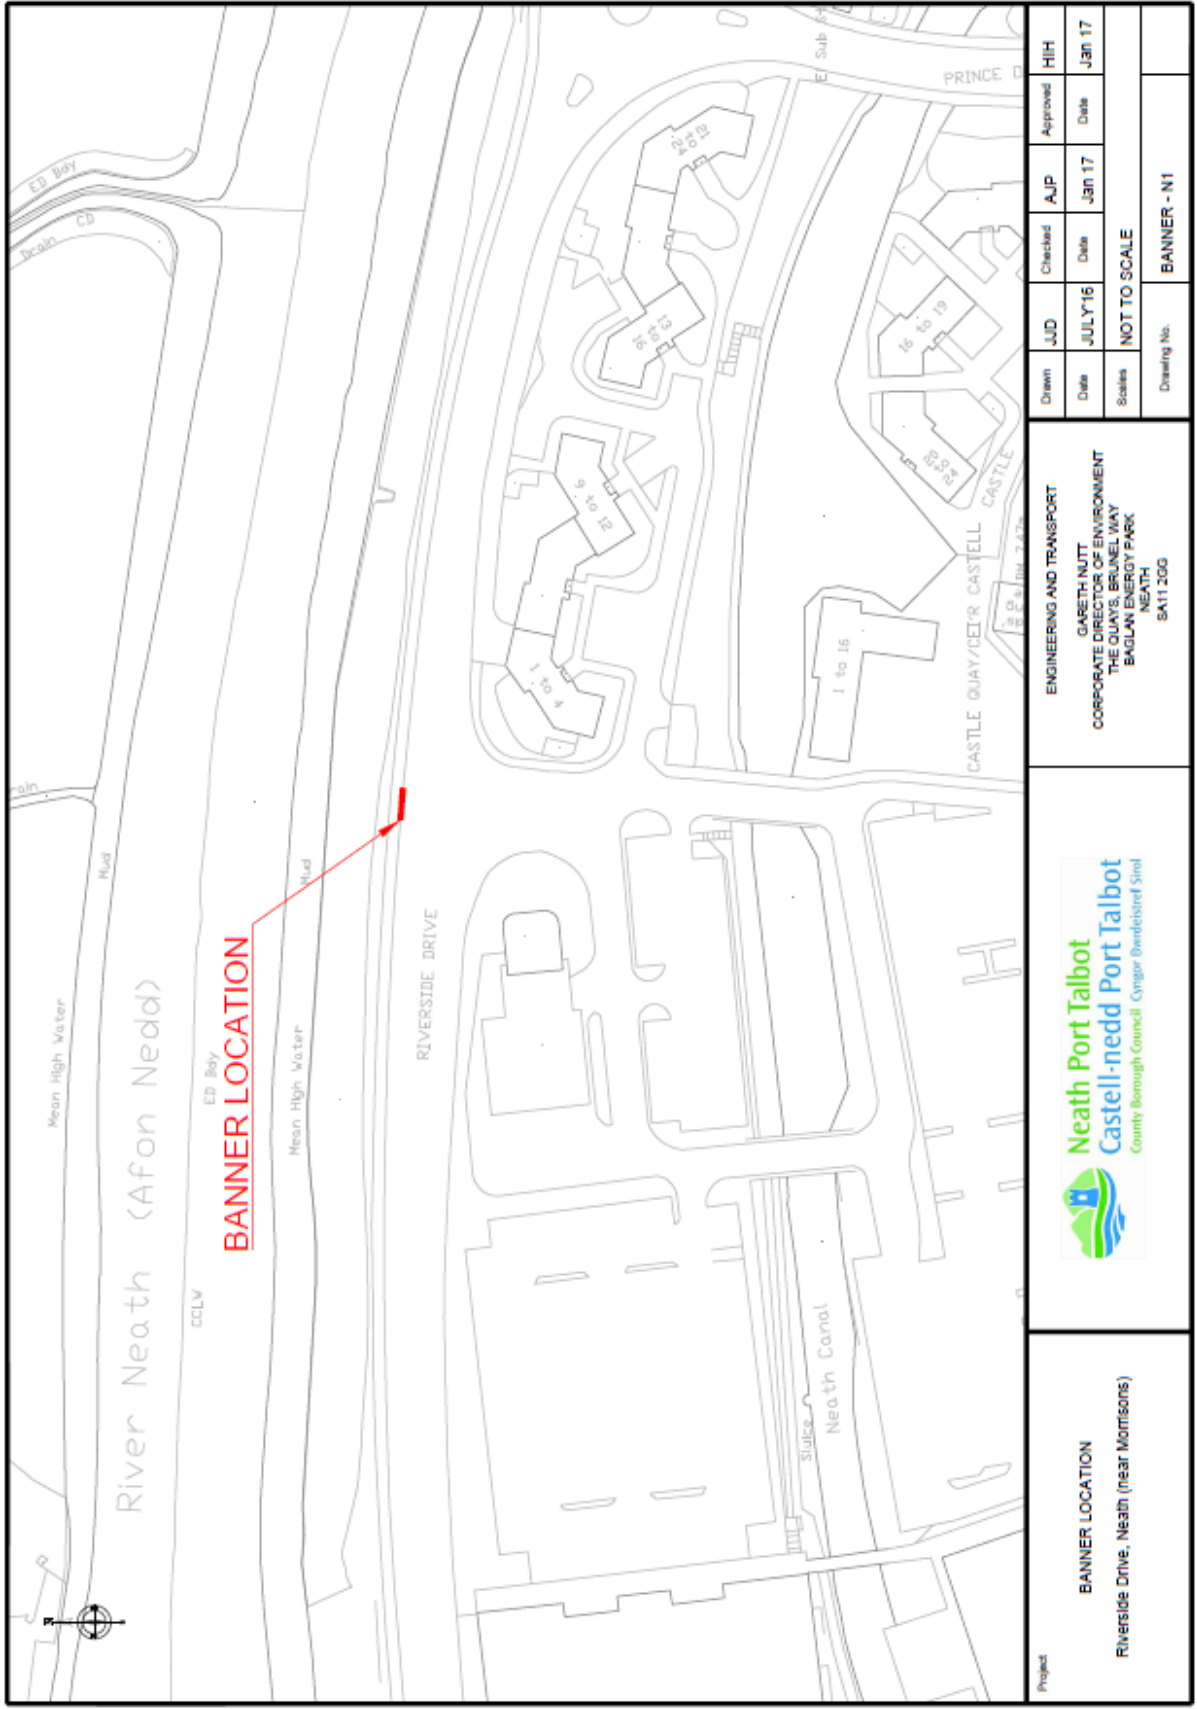 River Neath (Afon Nedd)
Mean High Water
Mud
Drain
CD
ED Bdy
CCLW
ED Bdy
BANNER LOCATION
Mean High Water
Mud
RIVERSIDE DRIVE
1 to 4
9 to 12
13 to 16
21 to 24
El Sub
PRINCE D
Sluice
Neath Canal
1 to 16
16 to 19
CASTLE QUAY/CEI'R CASTELL
CASTLE
Project
BANNER LOCATION
Riverside Drive, Neath (near Morrisons)
Neath Port Talbot
Castell-nedd Port Talbot
County Borough Council Cyngor Bwrdeistref Sirol
ENGINEERING AND TRANSPORT
GARETH NUTT
CORPORATE DIRECTOR OF ENVIRONMENT
THE QUAYS, BRUNEL WAY
BAGLAN ENERGY PARK
NEATH
SA11 2GG
Drawn JJD Checked AJP Approved HIH
Date JULY'16 Date Jan 17 Date Jan 17
Scales NOT TO SCALE
Drawing No. BANNER - N1